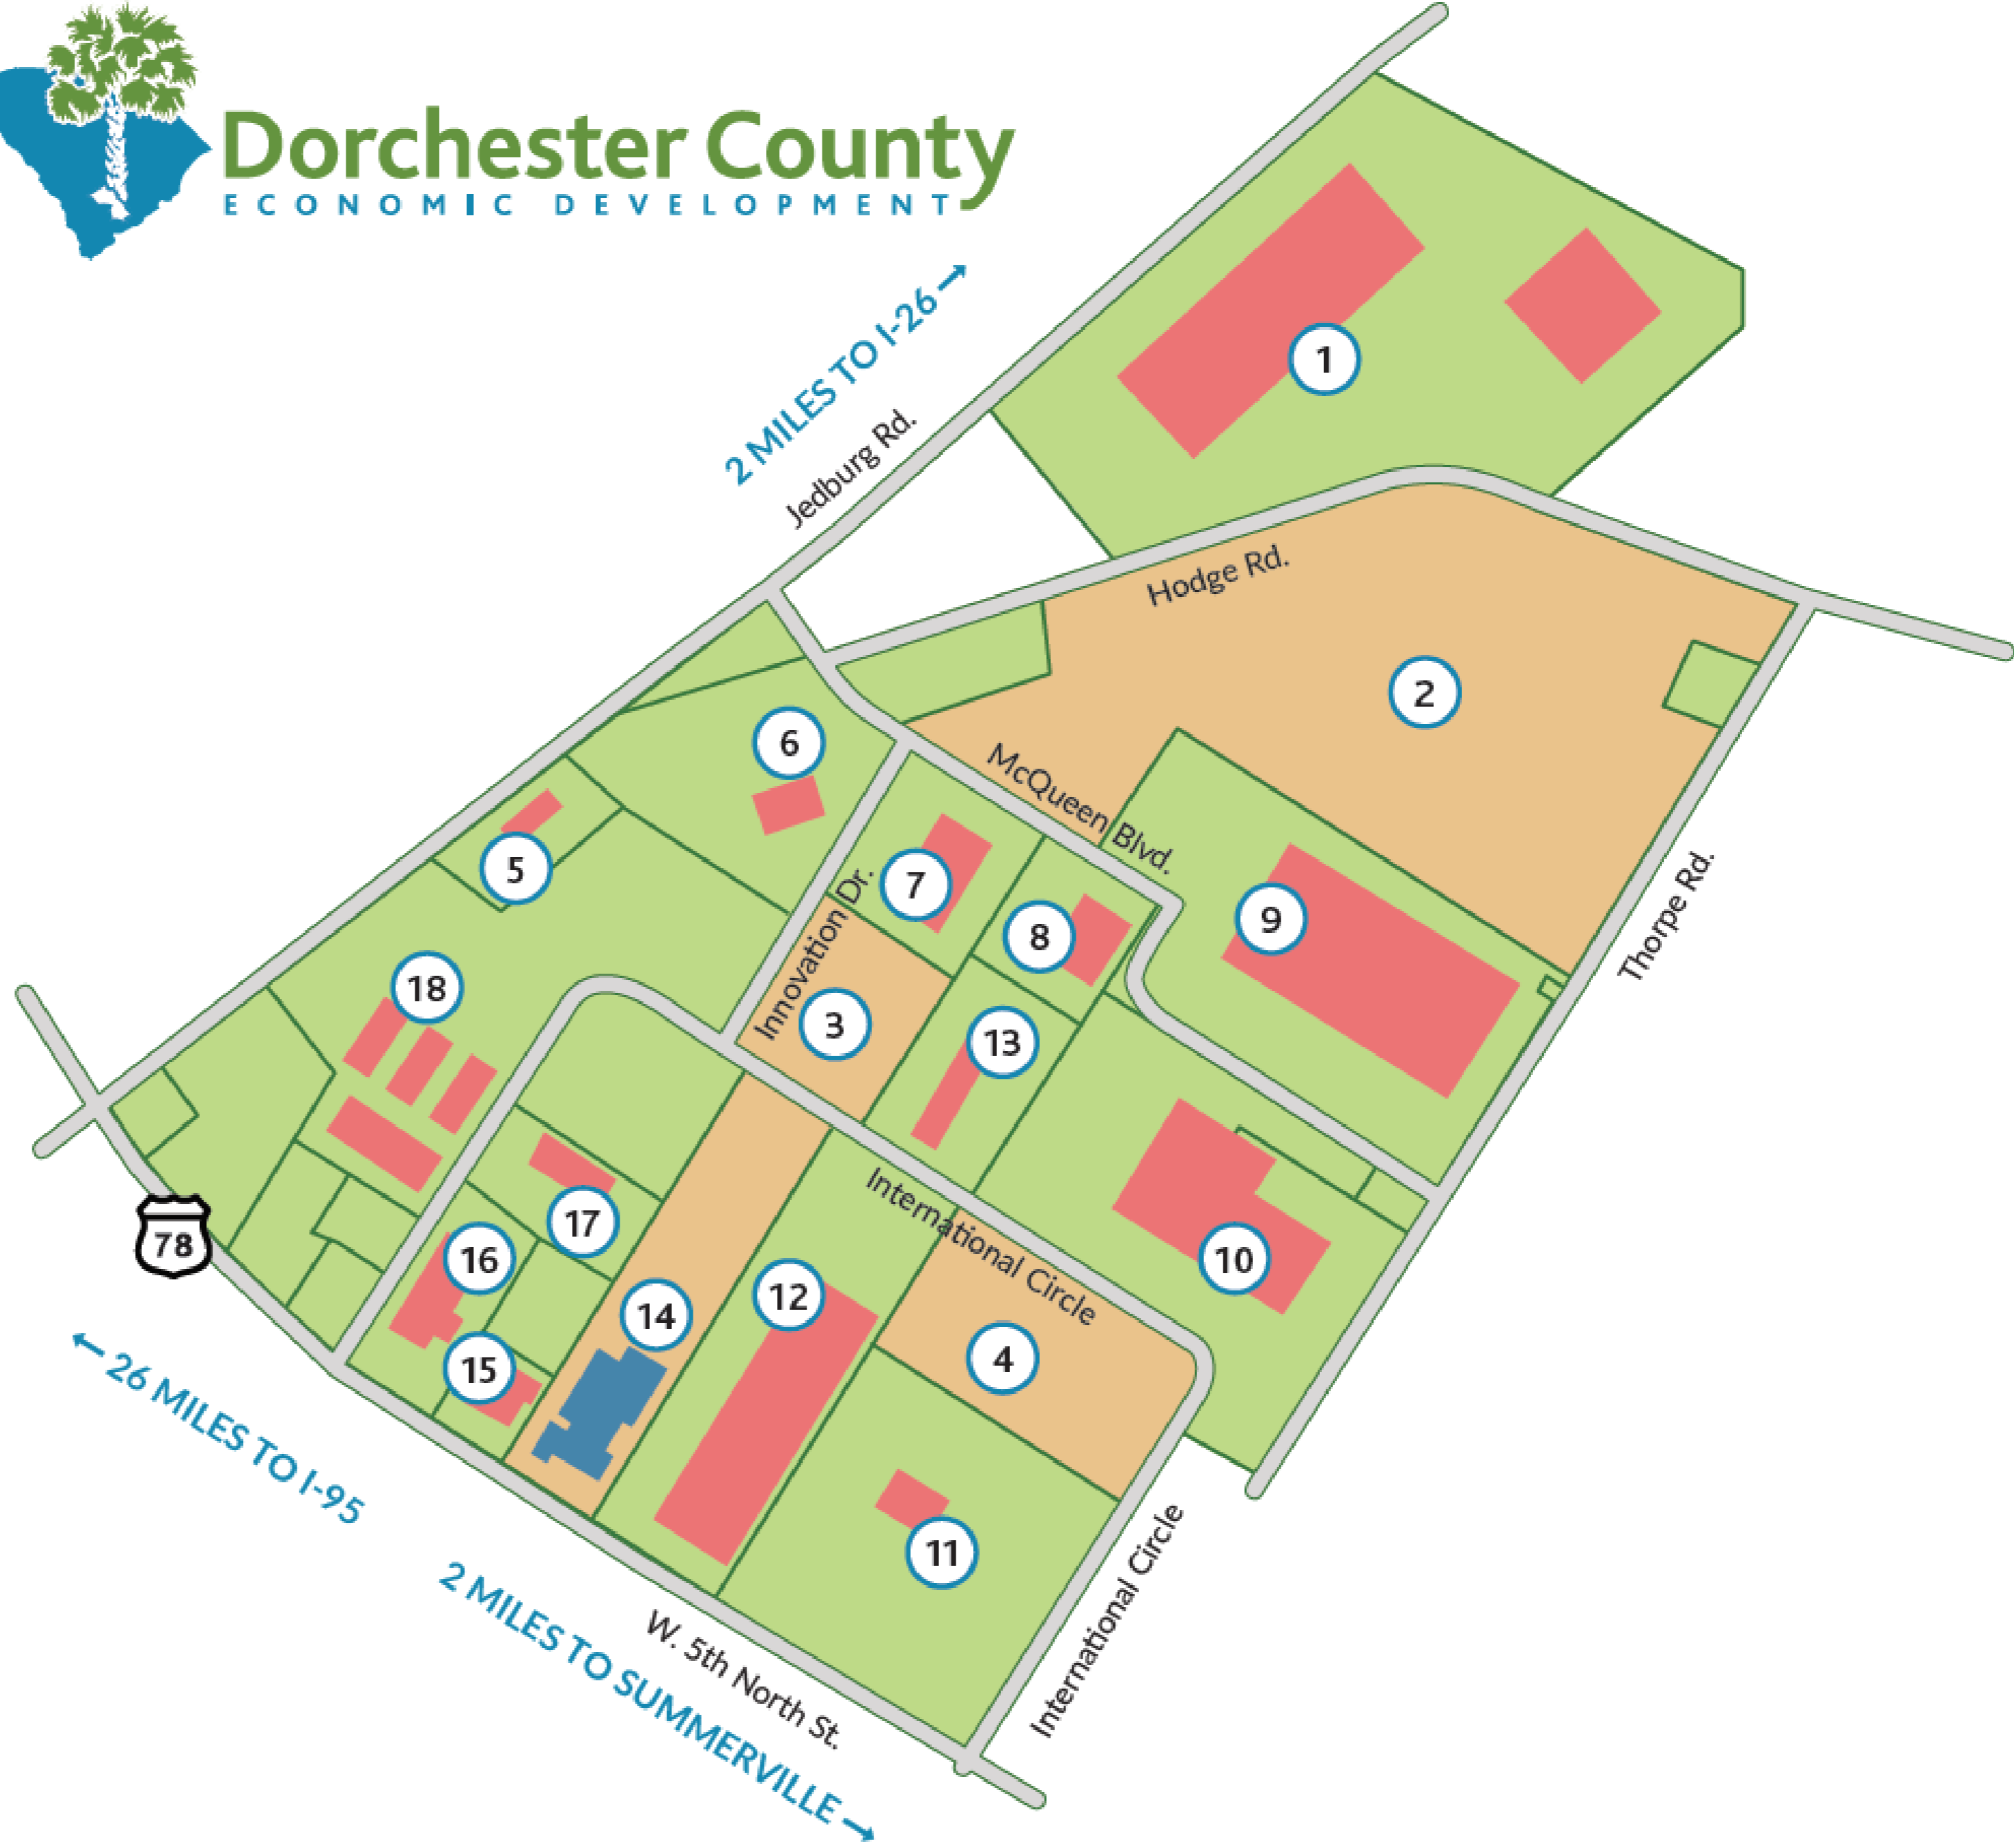 Dorchester County
ECONOMIC DEVELOPMENT
2 MILES TO I-26
Jedburg Rd.
1
Hodge Rd.
2
6
McQueen Blvd.
5
7
8
9
Thorpe Rd.
Innovation Dr.
18
3
13
International Circle
17
16
10
78
14
12
15
4
26 MILES TO I-95
11
International Circle
2 MILES TO SUMMERVILLE
W. 5th North St.